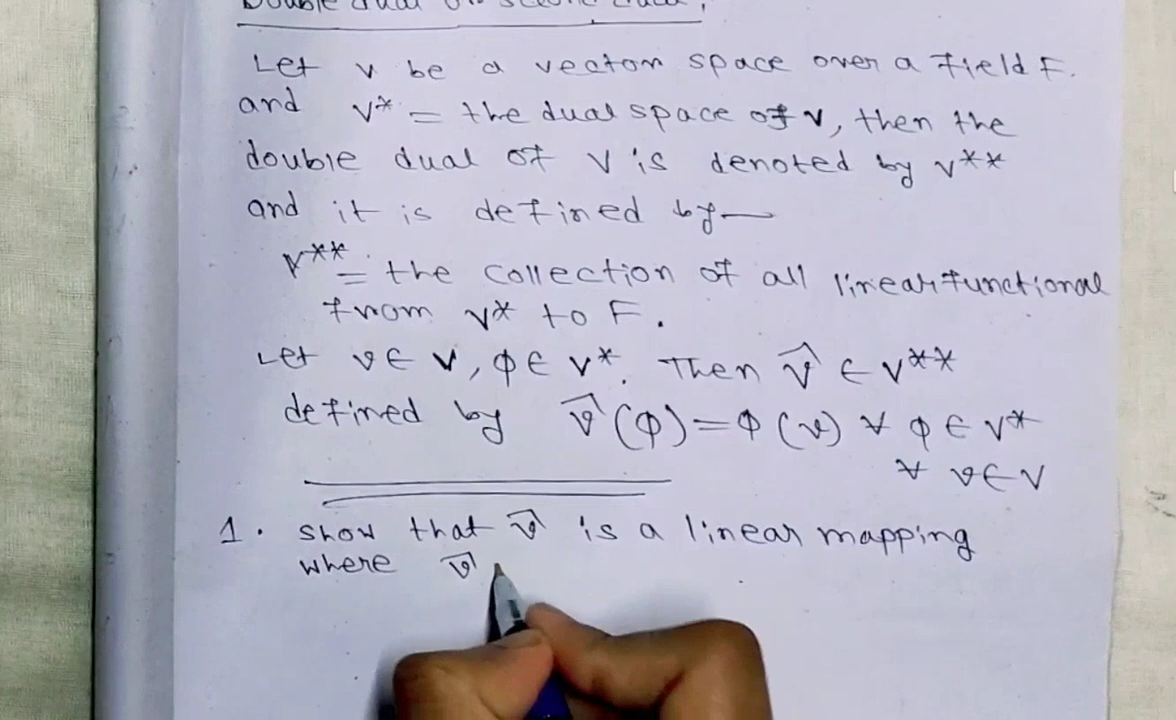 Double dual
Let v be a vector space over a field F.
and V* = the dual space of V, then the
double dual of V is denoted by V**
and it is defined by—
V** = the collection of all linear functional
from V* to F.
Let v ∈ V, φ ∈ V*. Then v̂ ∈ V**
defined by v̂(φ) = φ(v) ∀ φ ∈ V*
∀ v ∈ V
1. Show that v̂ is a linear mapping
where v̂